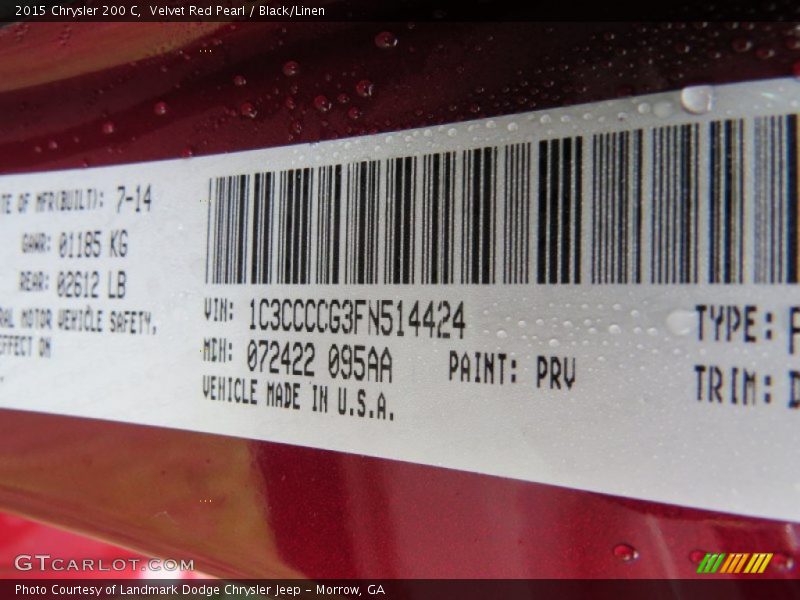 2015 Chrysler 200 C,  Velvet Red Pearl / Black/Linen
TE OF MFR(BUILT): 7-14
GAWR: 01185 KG
REAR: 02612 LB
RAL MOTOR VEHICLE SAFETY,
EFFECT ON
VIN: 1C3CCCCG3FN514424
MDH: 072422 095AA
PAINT: PRV
VEHICLE MADE IN U.S.A.
TYPE:
TRIM:
GTCARLOT.COM
Photo Courtesy of Landmark Dodge Chrysler Jeep – Morrow, GA